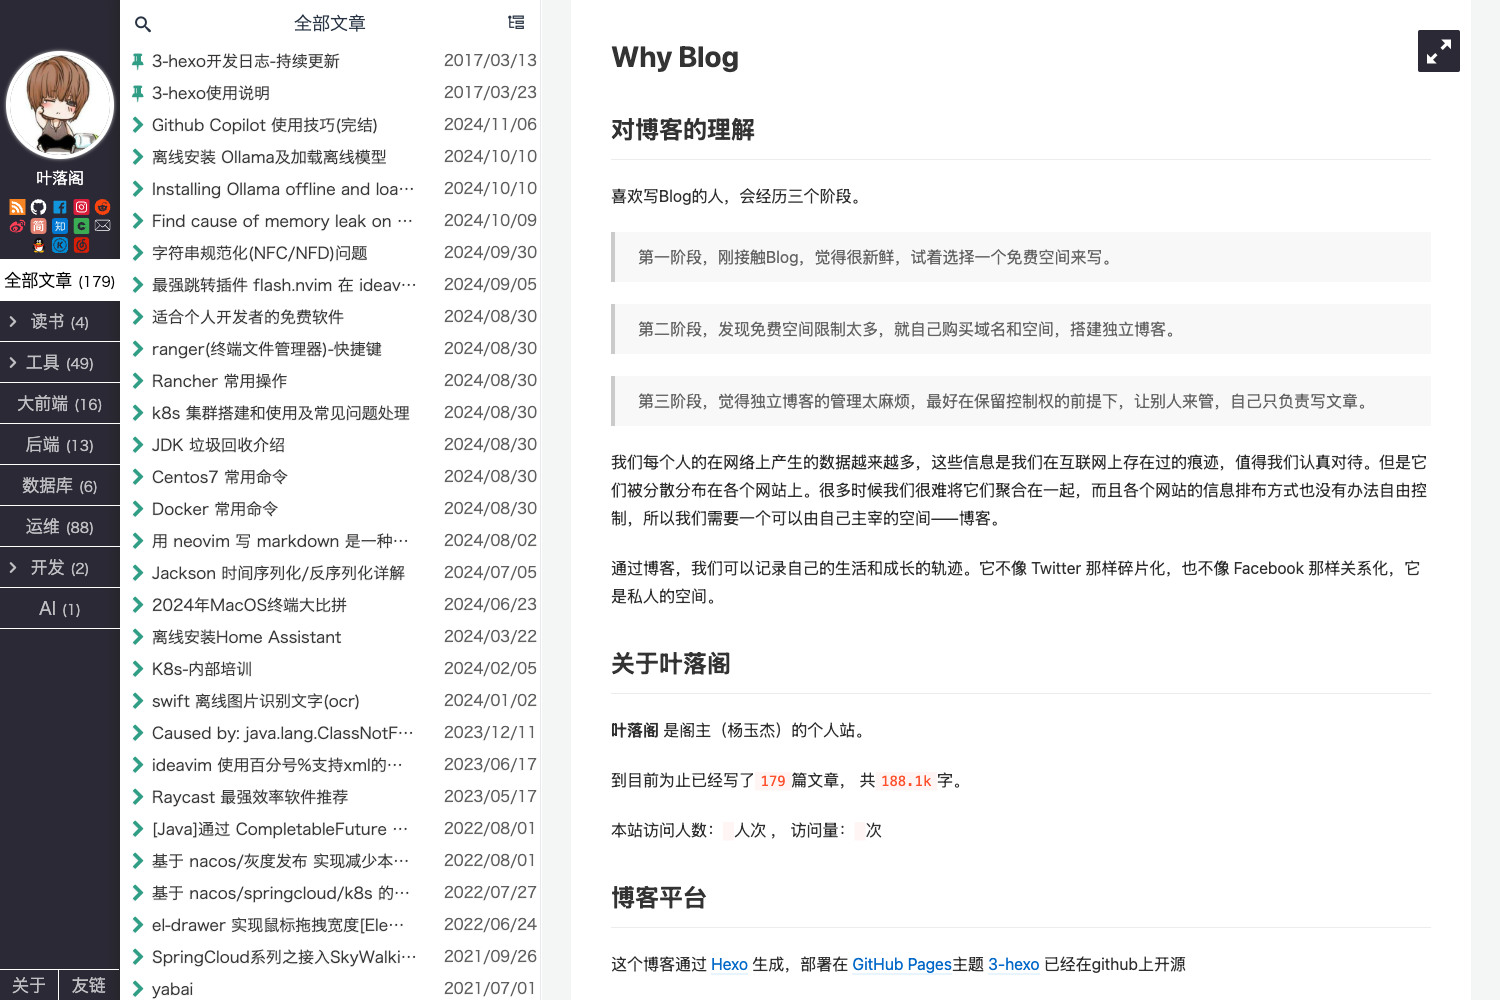 叶落阁
全部文章 (179)
读书 (4)
工具 (49)
大前端 (16)
后端 (13)
数据库 (6)
运维 (88)
开发 (2)
AI (1)
关于 友链
全部文章
3-hexo开发日志-持续更新 2017/03/13
3-hexo使用说明 2017/03/23
Github Copilot 使用技巧(完结) 2024/11/06
离线安装 Ollama及加载离线模型 2024/10/10
Installing Ollama offline and loa··· 2024/10/10
Find cause of memory leak on ··· 2024/10/09
字符串规范化(NFC/NFD)问题 2024/09/30
最强跳转插件 flash.nvim 在 ideav··· 2024/09/05
适合个人开发者的免费软件 2024/08/30
ranger(终端文件管理器)-快捷键 2024/08/30
Rancher 常用操作 2024/08/30
k8s 集群搭建和使用及常见问题处理 2024/08/30
JDK 垃圾回收介绍 2024/08/30
Centos7 常用命令 2024/08/30
Docker 常用命令 2024/08/30
用 neovim 写 markdown 是一种··· 2024/08/02
Jackson 时间序列化/反序列化详解 2024/07/05
2024年MacOS终端大比拼 2024/06/23
离线安装Home Assistant 2024/03/22
K8s-内部培训 2024/02/05
swift 离线图片识别文字(ocr) 2024/01/02
Caused by: java.lang.ClassNotF··· 2023/12/11
ideavim 使用百分号%支持xml的··· 2023/06/17
Raycast 最强效率软件推荐 2023/05/17
[Java]通过 CompletableFuture ··· 2022/08/01
基于 nacos/灰度发布 实现减少本··· 2022/08/01
基于 nacos/springcloud/k8s 的··· 2022/07/27
el-drawer 实现鼠标拖拽宽度[Ele··· 2022/06/24
SpringCloud系列之接入SkyWalki··· 2021/09/26
yabai 2021/07/01
Why Blog
对博客的理解
喜欢写Blog的人，会经历三个阶段。
第一阶段，刚接触Blog，觉得很新鲜，试着选择一个免费空间来写。
第二阶段，发现免费空间限制太多，就自己购买域名和空间，搭建独立博客。
第三阶段，觉得独立博客的管理太麻烦，最好在保留控制权的前提下，让别人来管，自己只负责写文章。
我们每个人的在网络上产生的数据越来越多，这些信息是我们在互联网上存在过的痕迹，值得我们认真对待。但是它
们被分散分布在各个网站上。很多时候我们很难将它们聚合在一起，而且各个网站的信息排布方式也没有办法自由控
制，所以我们需要一个可以由自己主宰的空间——博客。
通过博客，我们可以记录自己的生活和成长的轨迹。它不像 Twitter 那样碎片化，也不像 Facebook 那样关系化，它
是私人的空间。
关于叶落阁
叶落阁 是阁主（杨玉杰）的个人站。
到目前为止已经写了 179 篇文章， 共 188.1k 字。
本站访问人数： 人次 ， 访问量： 次
博客平台
这个博客通过 Hexo 生成，部署在 GitHub Pages主题 3-hexo 已经在github上开源